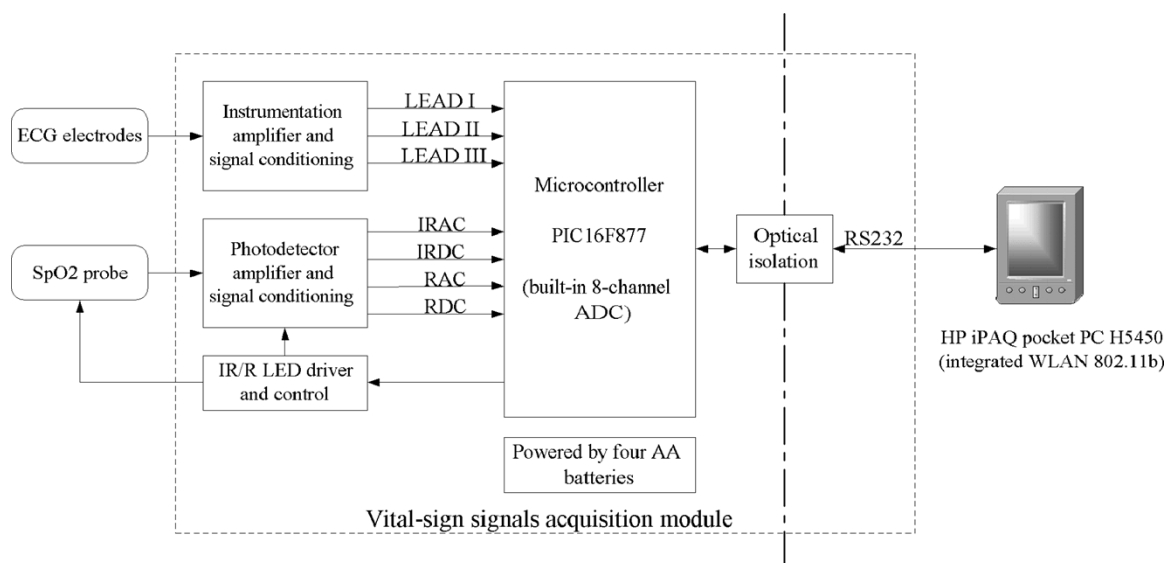 ECG electrodes
Instrumentation
amplifier and
signal conditioning
LEAD I
LEAD II
LEAD III
SpO2 probe
Photodetector
amplifier and
signal conditioning
IRAC
IRDC
RAC
RDC
IR/R LED driver
and control
Microcontroller
PIC16F877
(built-in 8-channel
ADC)
Powered by four AA
batteries
Optical
isolation
RS232
HP iPAQ pocket PC H5450
(integrated WLAN 802.11b)
Vital-sign signals acquisition module